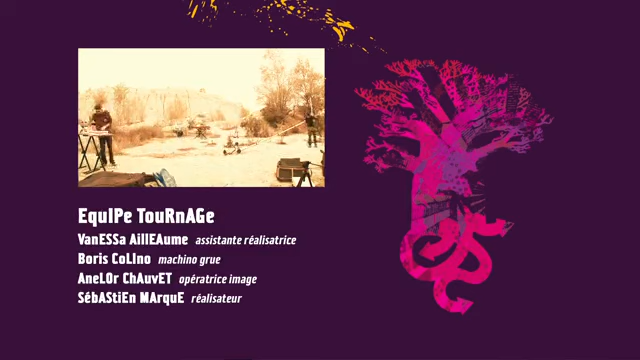 EquIPe TouRnAGe
VanESSa AillEAume assistante réalisatrice
Boris CoLIno machino grue
AneLOr ChAuvET opératrice image
SébAStiEn MArquE réalisateur